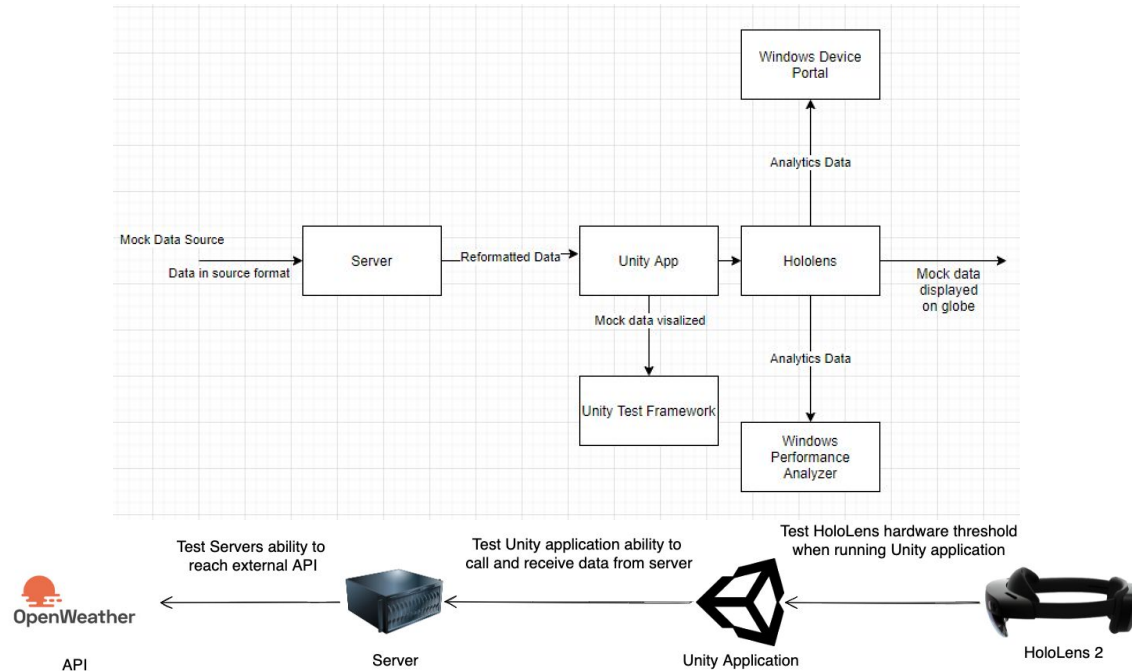 Windows Device
Portal
Analytics Data
Mock Data Source
Data in source format
Server
Reformatted Data
Unity App
Hololens
Mock data
displayed
on globe
Mock data visalized
Analytics Data
Unity Test Framework
Windows
Performance
Analyzer
Test Servers ability to
reach external API
Test Unity application ability to
call and receive data from server
Test HoloLens hardware threshold
when running Unity application
OpenWeather
API
Server
Unity Application
HoloLens 2